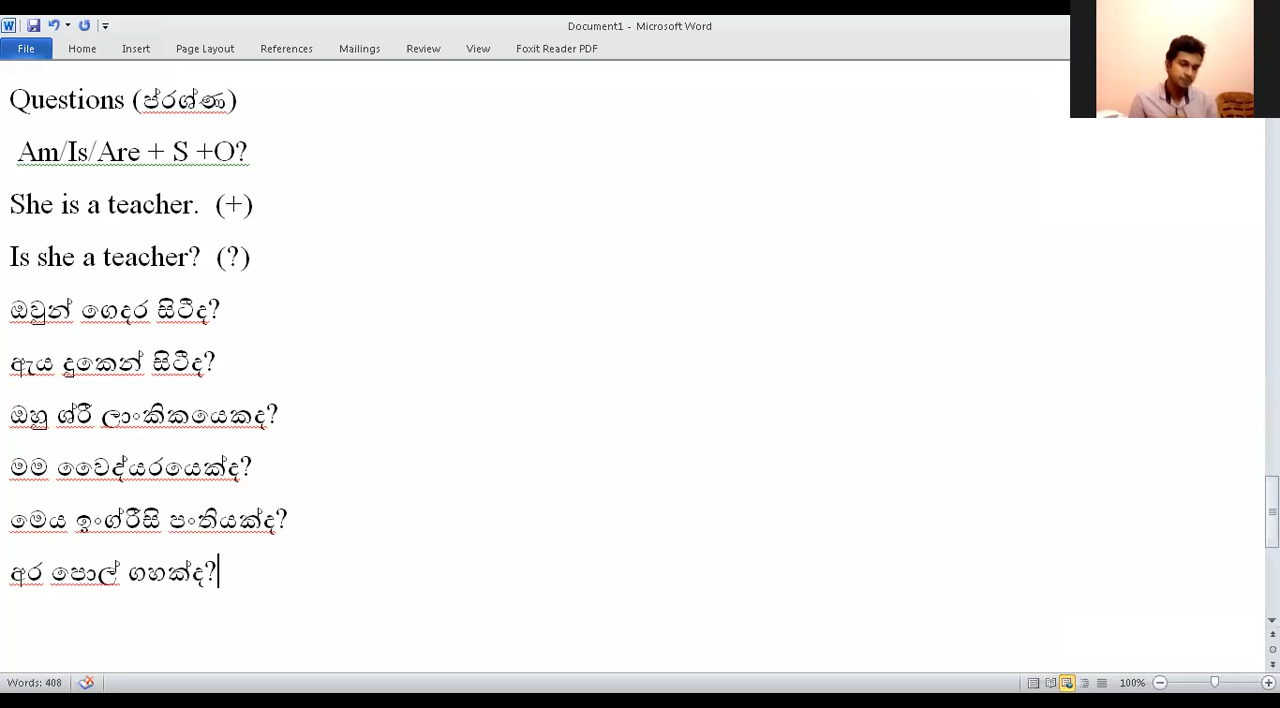 Document1 - Microsoft Word
File Home Insert Page Layout References Mailings Review View Foxit Reader PDF
Questions (ප්රශ්ණ)
Am/Is/Are + S +O?
She is a teacher. (+)
Is she a teacher? (?)
ඔවුන් ගෙදර සිටීද?
ඇය දුකෙන් සිටීද?
ඔහු ශ්රී ලාංකිකයෙකද?
මම වෛද්යරයෙක්ද?
මෙය ඉංග්රීසි පංතියක්ද?
අර පොල් ගහක්ද?
Words: 408
100%